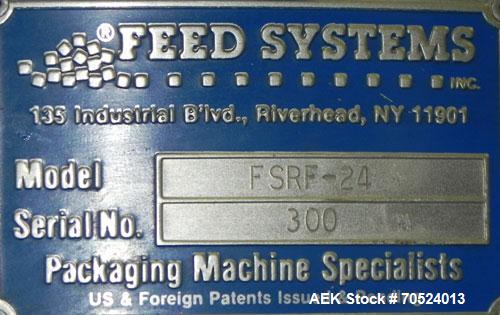 ® FEED SYSTEMS
INC.
135 Industrial B'lvd., Riverhead, NY 11901
Model FSRF-24
Serial No. 300
Packaging Machine Specialists
US & Foreign Patents Issued &
AEK Stock # 70524013